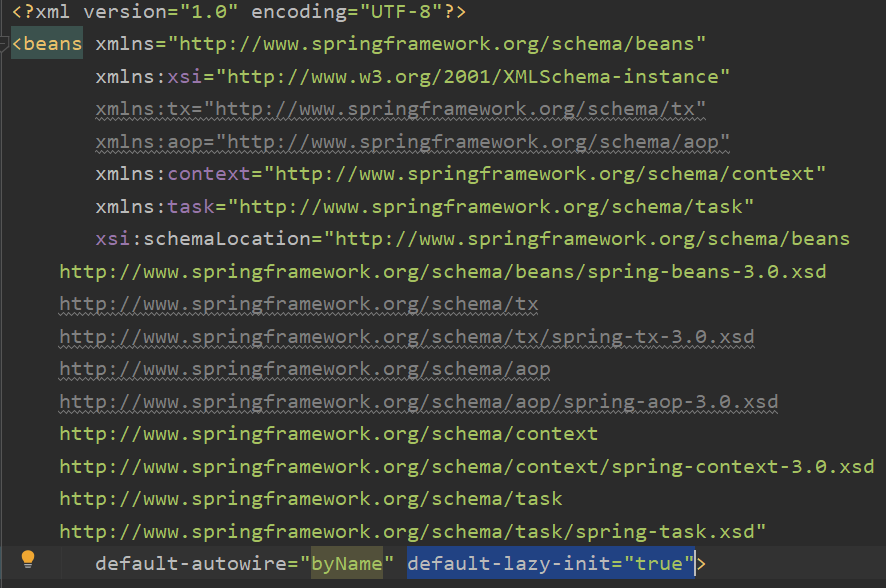 <?xml version="1.0" encoding="UTF-8"?>
<beans xmlns="http://www.springframework.org/schema/beans"
xmlns:xsi="http://www.w3.org/2001/XMLSchema-instance"
xmlns:tx="http://www.springframework.org/schema/tx"
xmlns:aop="http://www.springframework.org/schema/aop"
xmlns:context="http://www.springframework.org/schema/context"
xmlns:task="http://www.springframework.org/schema/task"
xsi:schemaLocation="http://www.springframework.org/schema/beans
http://www.springframework.org/schema/beans/spring-beans-3.0.xsd
http://www.springframework.org/schema/tx
http://www.springframework.org/schema/tx/spring-tx-3.0.xsd
http://www.springframework.org/schema/aop
http://www.springframework.org/schema/aop/spring-aop-3.0.xsd
http://www.springframework.org/schema/context
http://www.springframework.org/schema/context/spring-context-3.0.xsd
http://www.springframework.org/schema/task
http://www.springframework.org/schema/task/spring-task.xsd"
default-autowire="byName" default-lazy-init="true">